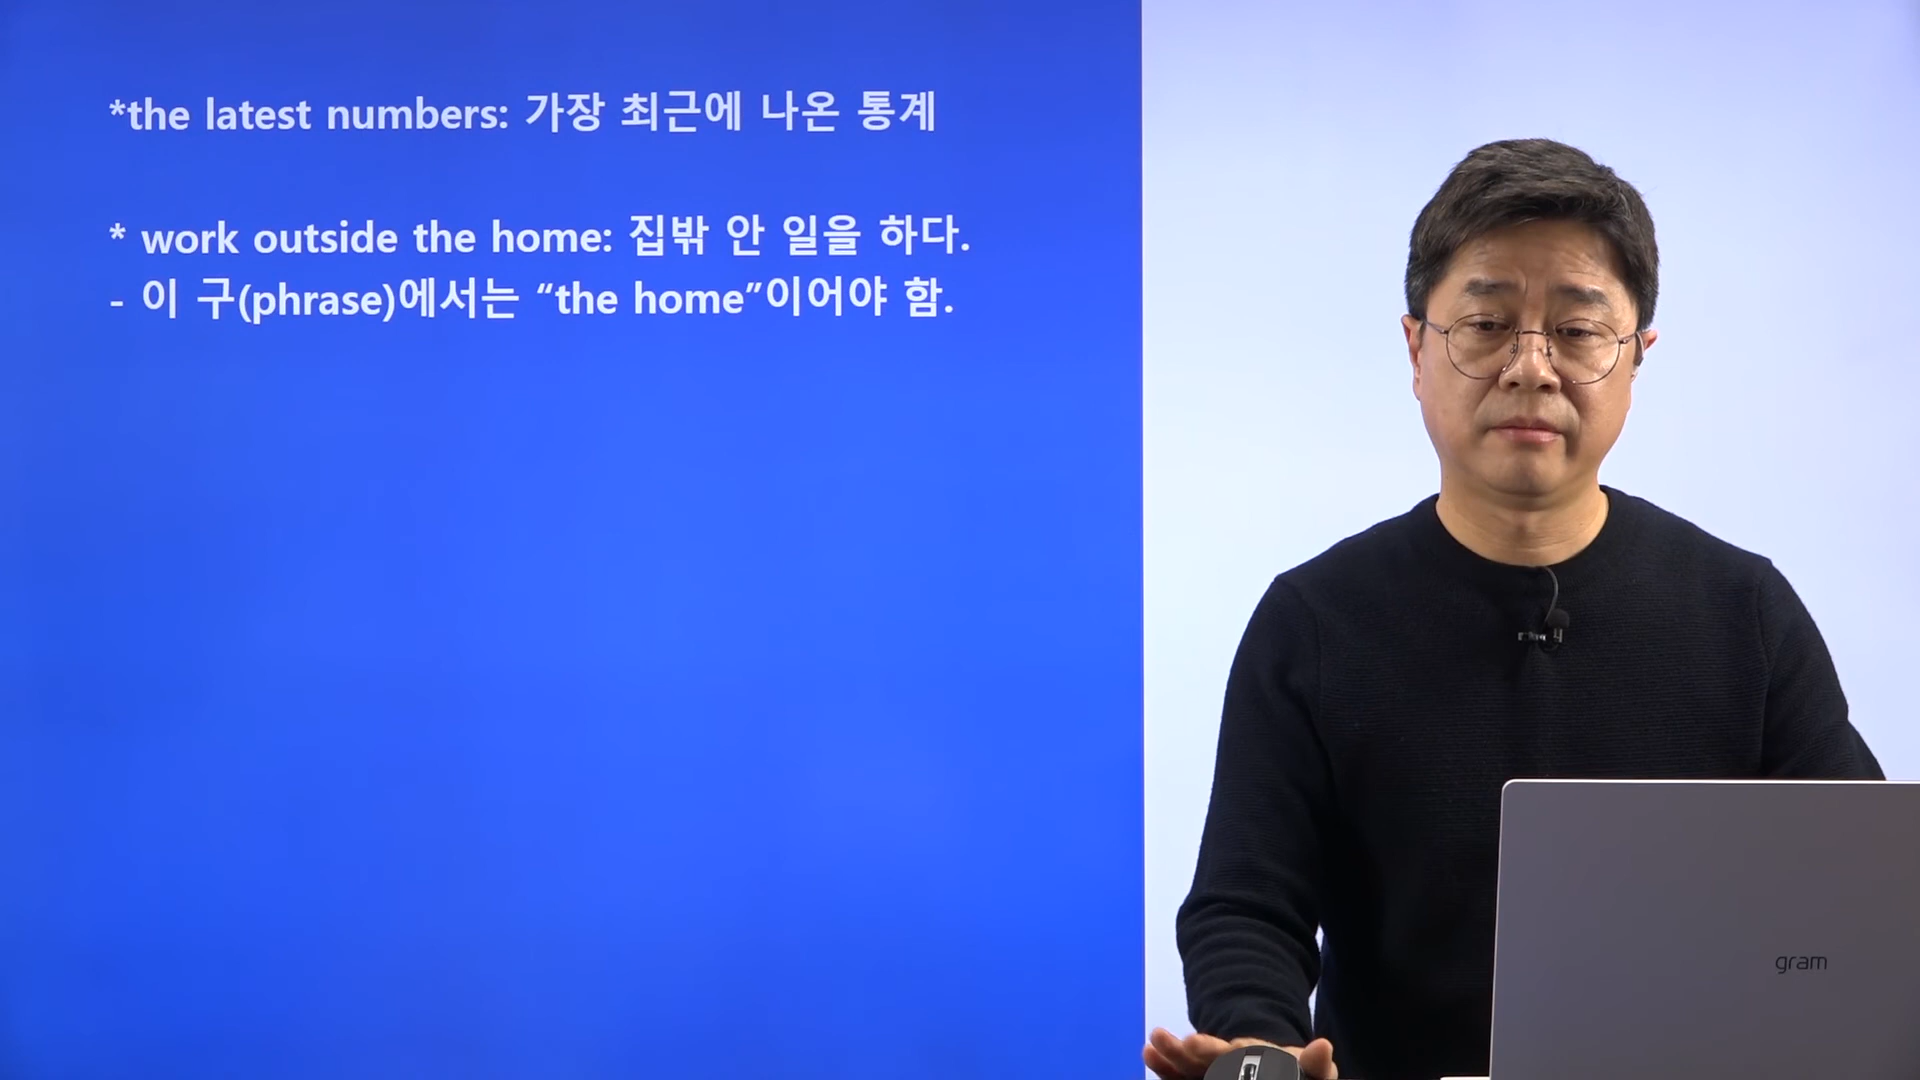 *the latest numbers: 가장 최근에 나온 통계
* work outside the home: 집밖 안 일을 하다.
- 이 구(phrase)에서는 “the home”이어야 함.
gram